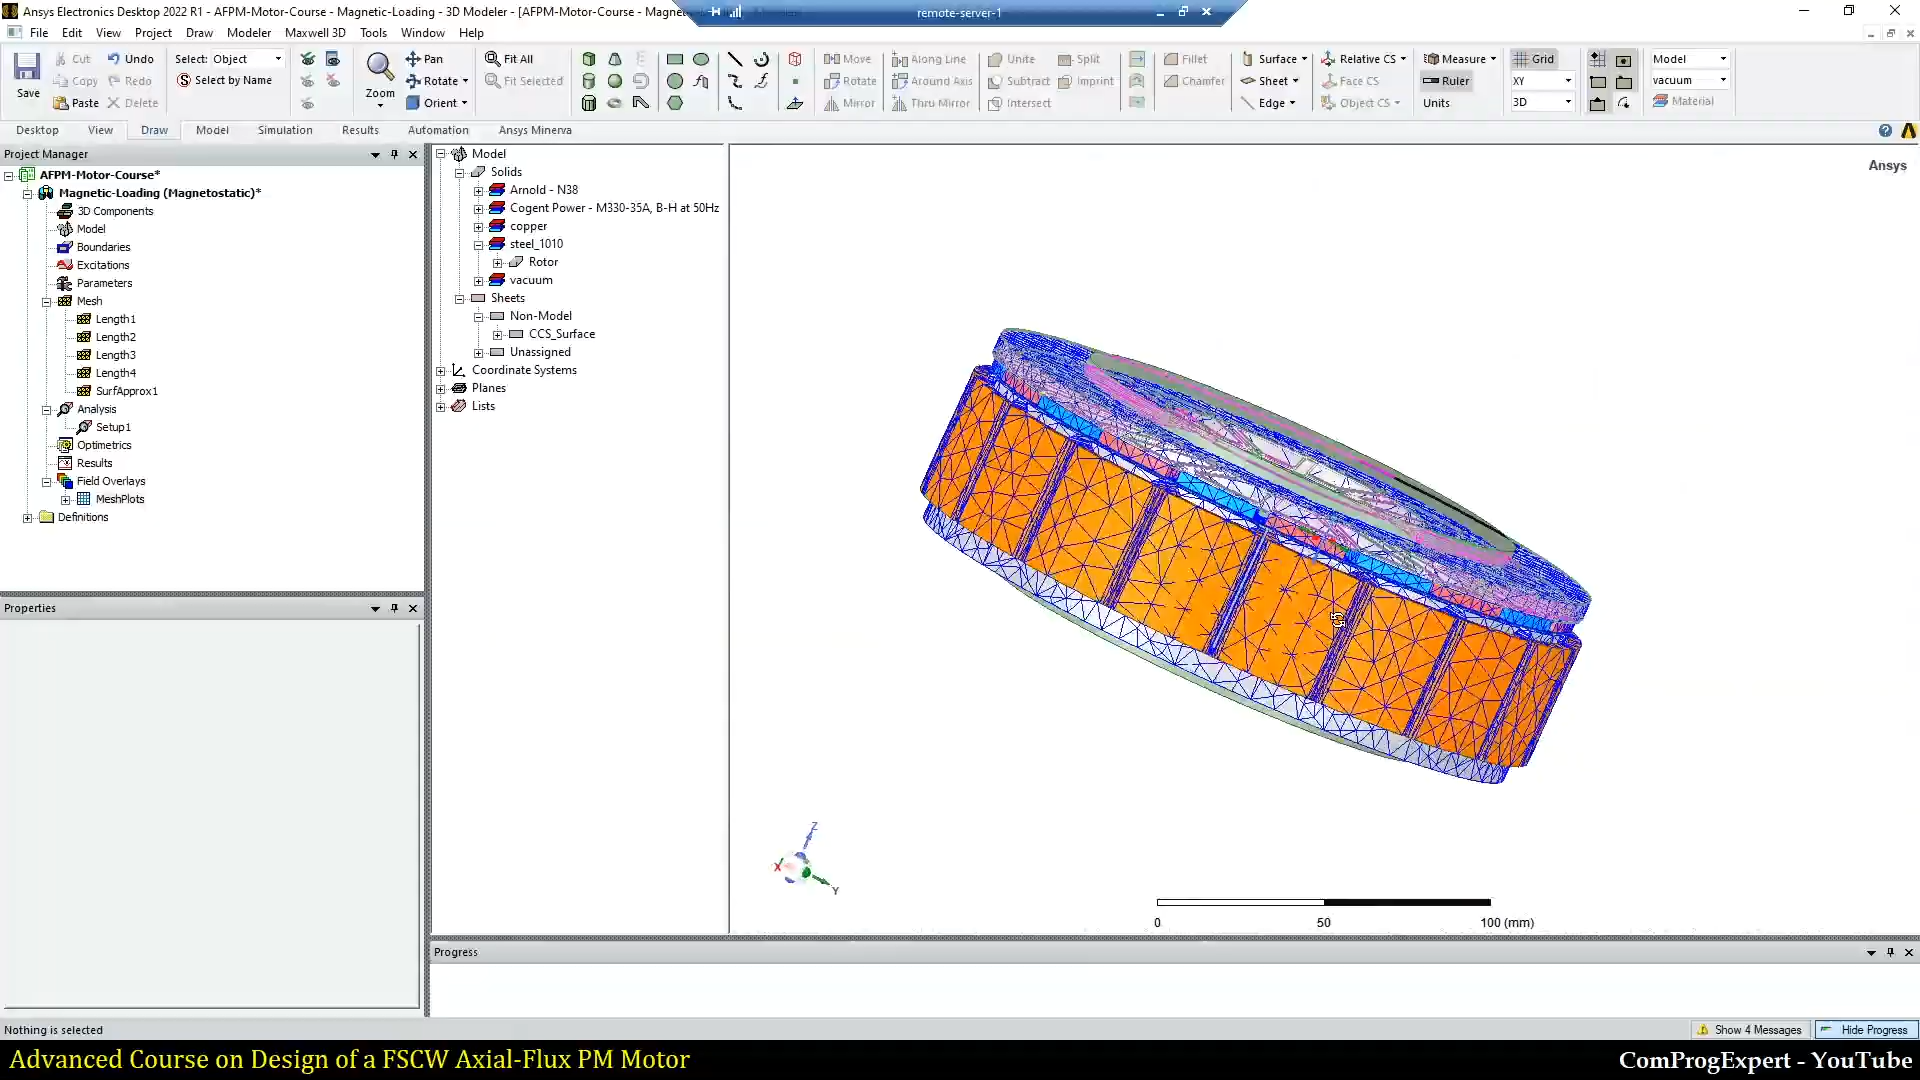 Ansys Electronics Desktop 2022 R1 - AFPM-Motor-Course - Magnetic-Loading - 3D Modeler - [AFPM-Motor-Course - Magne
remote-server-1
File Edit View Project Draw Modeler Maxwell 3D Tools Window Help
Save
Cut
Copy
Paste
Undo
Redo
Delete
Select: Object
Select by Name
Zoom
Pan
Rotate
Orient
Fit All
Fit Selected
Move
Rotate
Mirror
Along Line
Around Axis
Thru Mirror
Unite
Subtract
Intersect
Split
Imprint
Fillet
Chamfer
Surface
Sheet
Edge
Relative CS
Face CS
Object CS
Measure
Ruler
Units
Grid
XY
3D
Model
vacuum
Material
Desktop View Draw Model Simulation Results Automation Ansys Minerva
Project Manager
AFPM-Motor-Course*
Magnetic-Loading (Magnetostatic)*
3D Components
Model
Boundaries
Excitations
Parameters
Mesh
Length1
Length2
Length3
Length4
SurfApprox1
Analysis
Setup1
Optimetrics
Results
Field Overlays
MeshPlots
Definitions
Properties
Model
Solids
Arnold - N38
Cogent Power - M330-35A, B-H at 50Hz
copper
steel_1010
Rotor
vacuum
Sheets
Non-Model
CCS_Surface
Unassigned
Coordinate Systems
Planes
Lists
Ansys
Z
X
Y
0 50 100 (mm)
Progress
Nothing is selected
Show 4 Messages
Hide Progress
Advanced Course on Design of a FSCW Axial-Flux PM Motor
ComProgExpert - YouTube